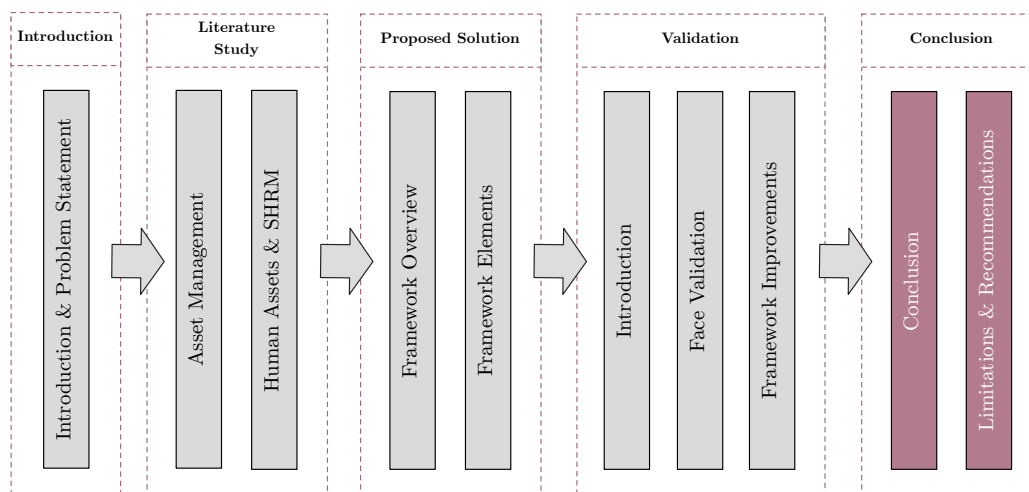 Introduction
Literature
Study
Proposed Solution
Validation
Conclusion
Introduction & Problem Statement
Asset Management
Human Assets & SHRM
Framework Overview
Framework Elements
Introduction
Face Validation
Framework Improvements
Conclusion
Limitations & Recommendations